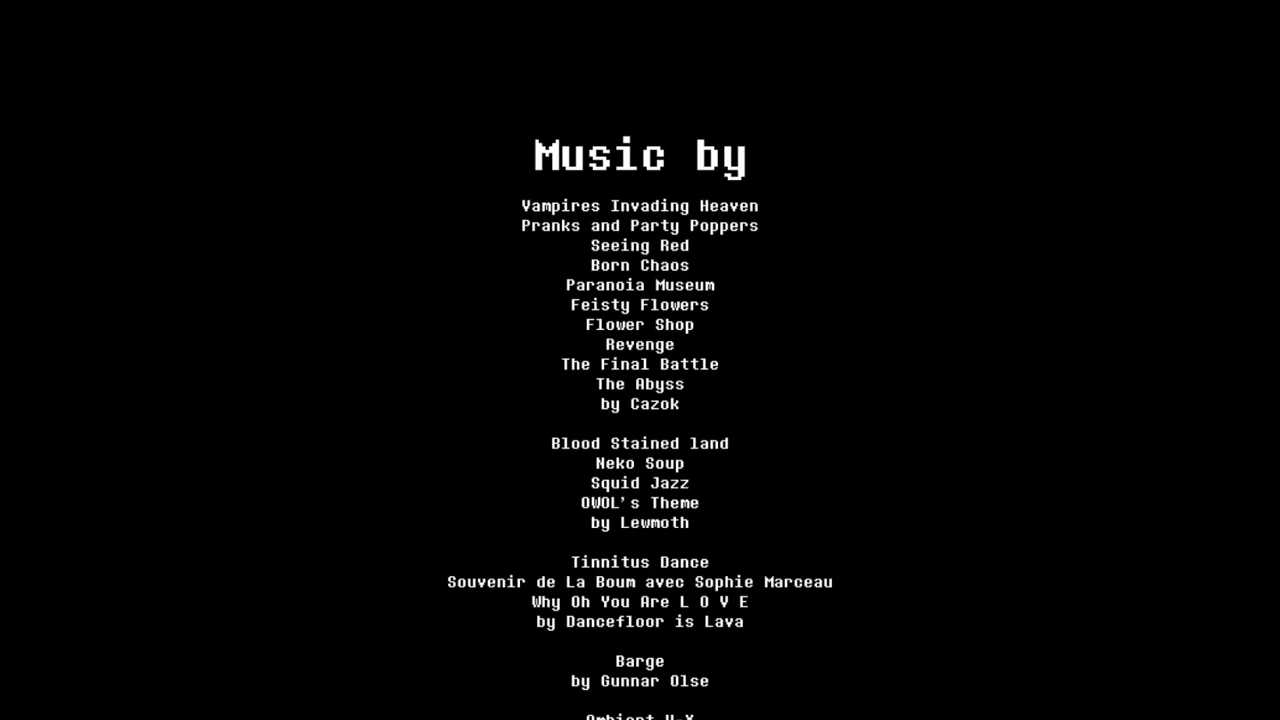 Music by
Vampires Invading Heaven
Pranks and Party Poppers
Seeing Red
Born Chaos
Paranoia Museum
Feisty Flowers
Flower Shop
Revenge
The Final Battle
The Abyss
by Cazok
Blood Stained land
Neko Soup
Squid Jazz
OWOL's Theme
by Lewmoth
Tinnitus Dance
Souvenir de La Boum avec Sophie Marceau
Why Oh You Are L O V E
by Dancefloor is Lava
Barge
by Gunnar Olse
Ambient